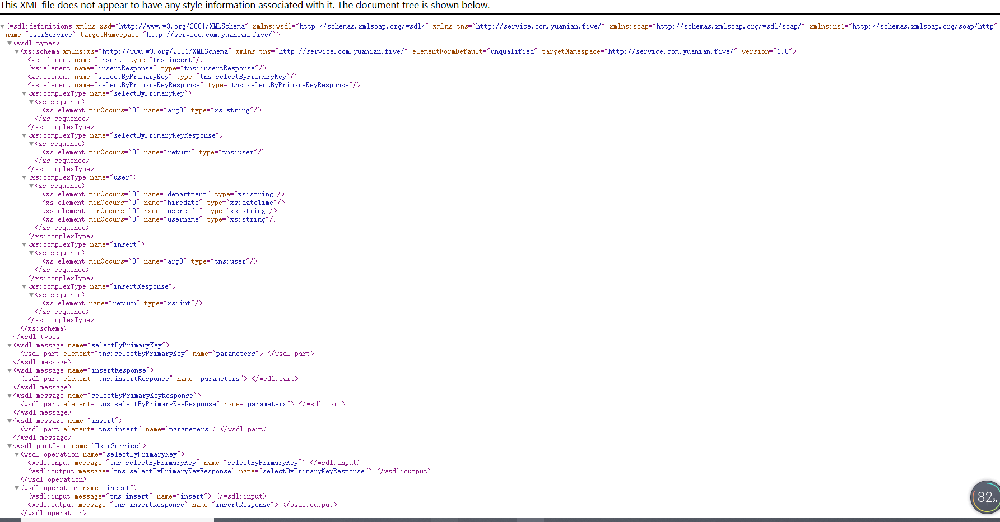 This XML file does not appear to have any style information associated with it. The document tree is shown below.
▼<wsdl:definitions xmlns:xsd="http://www.w3.org/2001/XMLSchema" xmlns:wsdl="http://schemas.xmlsoap.org/wsdl/" xmlns:tns="http://service.com.yuanian.five/" xmlns:soap="http://schemas.xmlsoap.org/wsdl/soap/" xmlns:ns1="http://schemas.xmlsoap.org/soap/http"
name="UserService" targetNamespace="http://service.com.yuanian.five/">
▼<wsdl:types>
▼<xs:schema xmlns:xs="http://www.w3.org/2001/XMLSchema" xmlns:tns="http://service.com.yuanian.five/" elementFormDefault="unqualified" targetNamespace="http://service.com.yuanian.five/" version="1.0">
<xs:element name="insert" type="tns:insert"/>
<xs:element name="insertResponse" type="tns:insertResponse"/>
<xs:element name="selectByPrimaryKey" type="tns:selectByPrimaryKey"/>
<xs:element name="selectByPrimaryKeyResponse" type="tns:selectByPrimaryKeyResponse"/>
▼<xs:complexType name="selectByPrimaryKey">
▼<xs:sequence>
<xs:element minOccurs="0" name="arg0" type="xs:string"/>
</xs:sequence>
</xs:complexType>
▼<xs:complexType name="selectByPrimaryKeyResponse">
▼<xs:sequence>
<xs:element minOccurs="0" name="return" type="tns:user"/>
</xs:sequence>
</xs:complexType>
▼<xs:complexType name="user">
▼<xs:sequence>
<xs:element minOccurs="0" name="department" type="xs:string"/>
<xs:element minOccurs="0" name="hiredate" type="xs:dateTime"/>
<xs:element minOccurs="0" name="usercode" type="xs:string"/>
<xs:element minOccurs="0" name="username" type="xs:string"/>
</xs:sequence>
</xs:complexType>
▼<xs:complexType name="insert">
▼<xs:sequence>
<xs:element minOccurs="0" name="arg0" type="tns:user"/>
</xs:sequence>
</xs:complexType>
▼<xs:complexType name="insertResponse">
▼<xs:sequence>
<xs:element name="return" type="xs:int"/>
</xs:sequence>
</xs:complexType>
</xs:schema>
</wsdl:types>
▼<wsdl:message name="selectByPrimaryKey">
<wsdl:part element="tns:selectByPrimaryKey" name="parameters"> </wsdl:part>
</wsdl:message>
▼<wsdl:message name="insertResponse">
<wsdl:part element="tns:insertResponse" name="parameters"> </wsdl:part>
</wsdl:message>
▼<wsdl:message name="selectByPrimaryKeyResponse">
<wsdl:part element="tns:selectByPrimaryKeyResponse" name="parameters"> </wsdl:part>
</wsdl:message>
▼<wsdl:message name="insert">
<wsdl:part element="tns:insert" name="parameters"> </wsdl:part>
</wsdl:message>
▼<wsdl:portType name="UserService">
▼<wsdl:operation name="selectByPrimaryKey">
<wsdl:input message="tns:selectByPrimaryKey" name="selectByPrimaryKey"> </wsdl:input>
<wsdl:output message="tns:selectByPrimaryKeyResponse" name="selectByPrimaryKeyResponse"> </wsdl:output>
</wsdl:operation>
▼<wsdl:operation name="insert">
<wsdl:input message="tns:insert" name="insert"> </wsdl:input>
<wsdl:output message="tns:insertResponse" name="insertResponse"> </wsdl:output>
</wsdl:operation>
82%